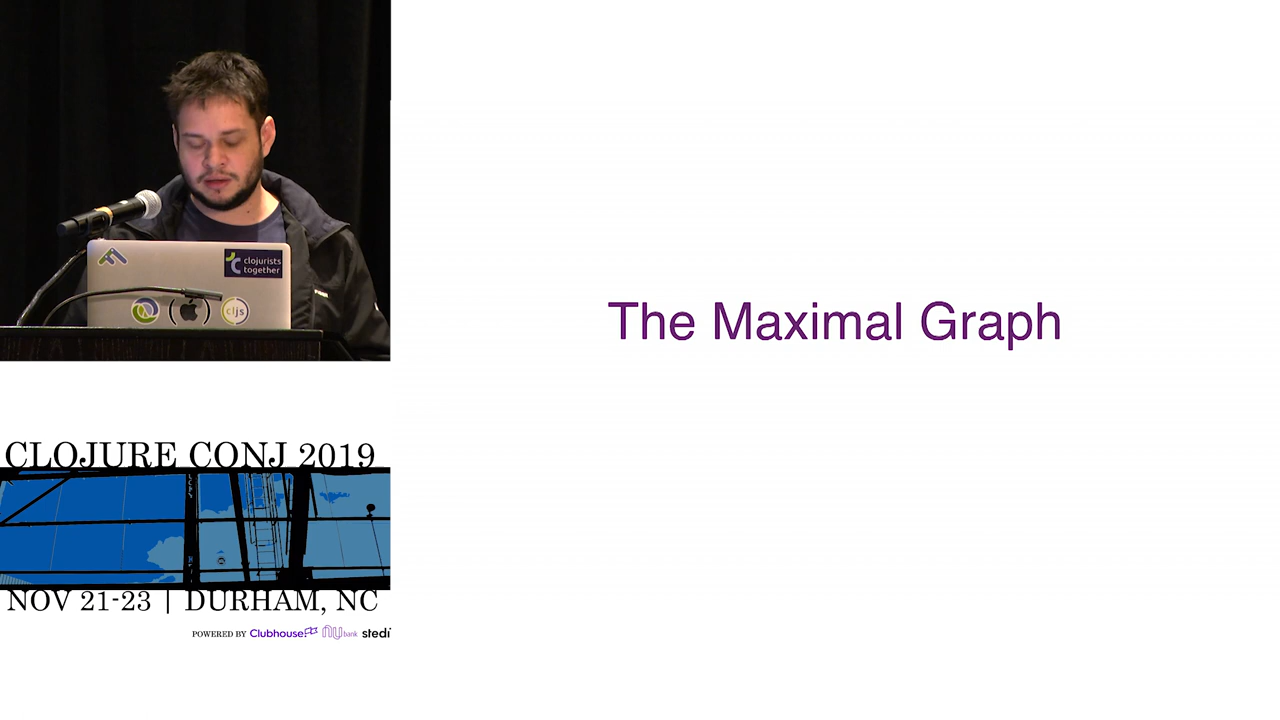 clojurists
together
cljs
The Maximal Graph
CLOJURE CONJ 2019
NOV 21-23 | DURHAM, NC
POWERED BY Clubhouse nu bank stedi